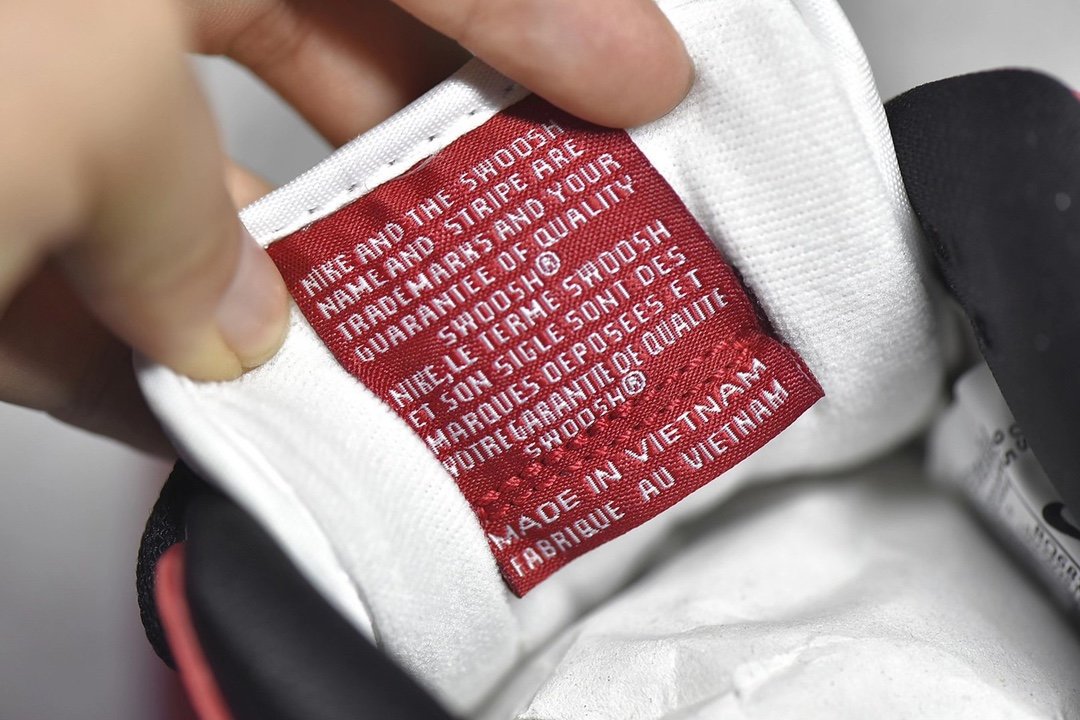 NIKE AND THE SWOOSH
NAME AND STRIPE ARE
TRADEMARKS AND YOUR
GUARANTEE OF QUALITY
SWOOSH®
NIKE,LE TERME SWOOSH
ET SON SIGLE SONT DES
MARQUES DEPOSEES ET
VOTRE GARANTIE DE QUALITE
SWOOSH®
MADE IN VIETNAM
FABRIQUE AU VIETNAM